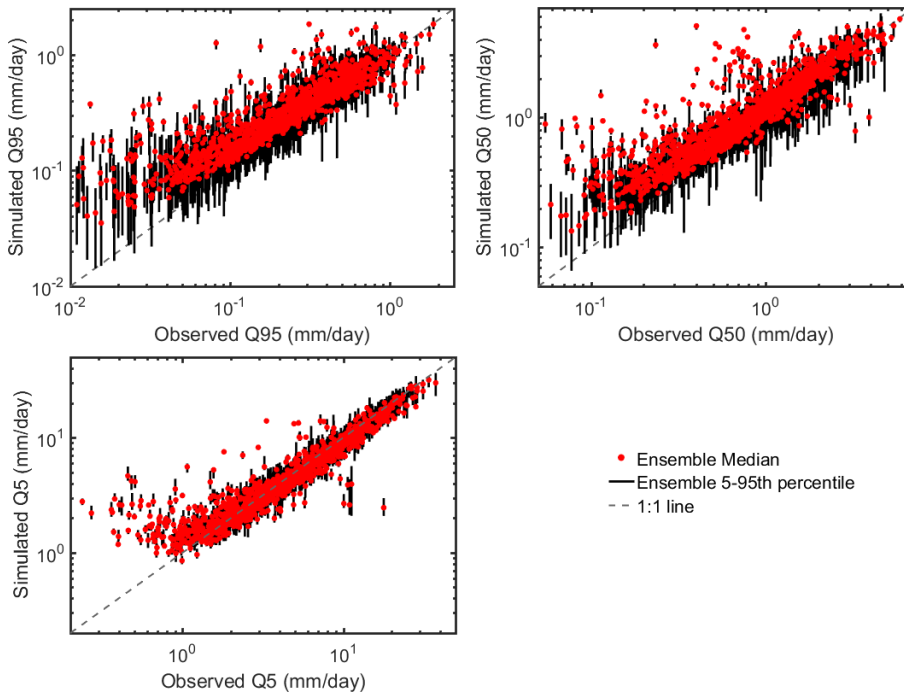 10^0
10^-1
10^-2
Simulated Q95 (mm/day)
10^-2
10^-1
10^0
Observed Q95 (mm/day)
10^0
10^-1
Simulated Q50 (mm/day)
10^-1
10^0
Observed Q50 (mm/day)
10^1
10^0
Simulated Q5 (mm/day)
10^0
10^1
Observed Q5 (mm/day)
Ensemble Median
Ensemble 5-95th percentile
1:1 line